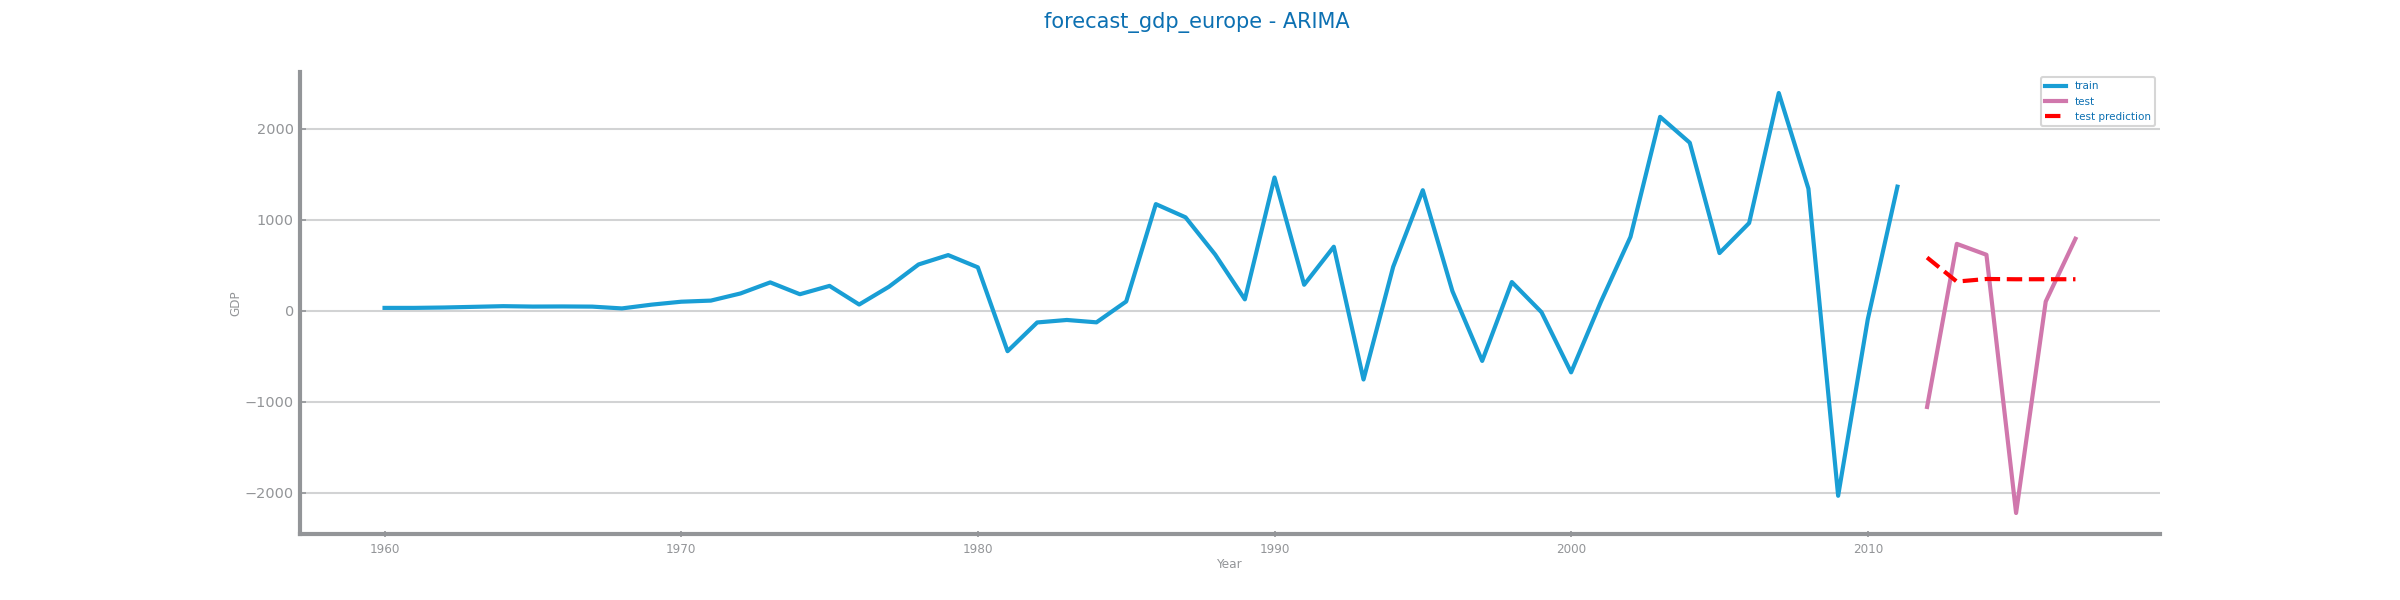 forecast_gdp_europe - ARIMA
train
test
test prediction
2000
1000
0
−1000
−2000
GDP
1960 1970 1980 1990 2000 2010
Year